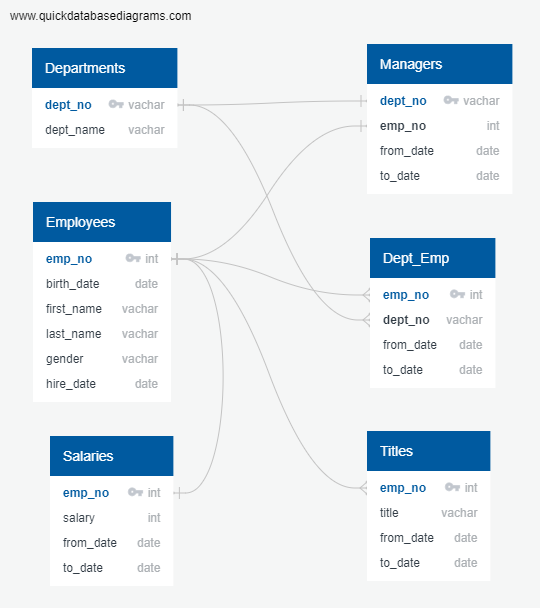 www.quickdatabasediagrams.com
Departments
dept_no vachar
dept_name vachar
Managers
dept_no vachar
emp_no int
from_date date
to_date date
Employees
emp_no int
birth_date date
first_name vachar
last_name vachar
gender vachar
hire_date date
Dept_Emp
emp_no int
dept_no vachar
from_date date
to_date date
Salaries
emp_no int
salary int
from_date date
to_date date
Titles
emp_no int
title vachar
from_date date
to_date date